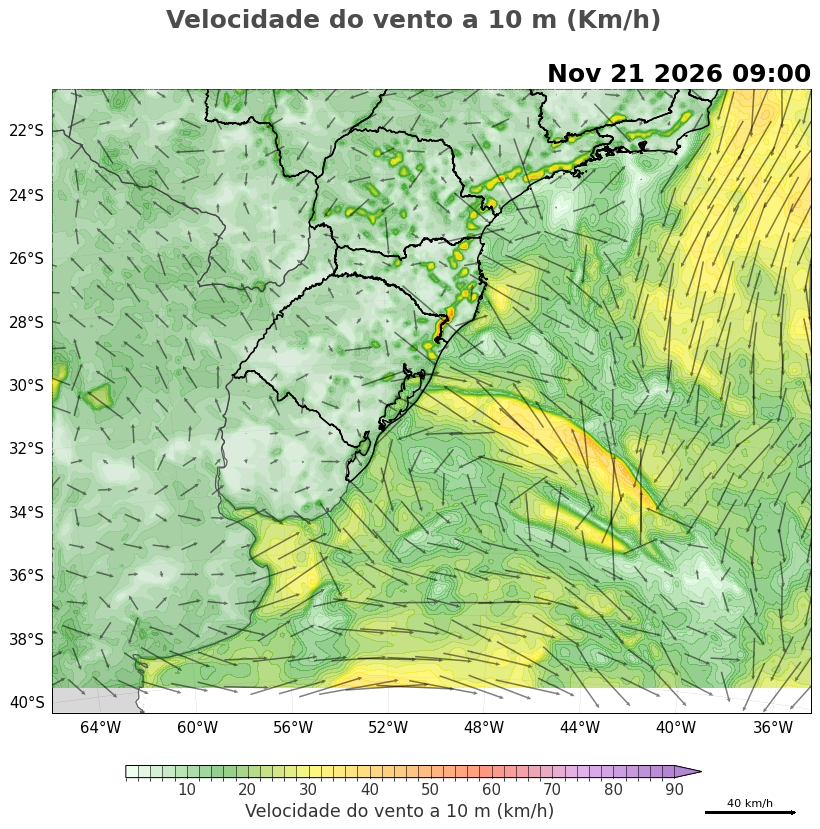 Velocidade do vento a 10 m (Km/h)
Nov 21 2026 09:00
22°S
24°S
26°S
28°S
30°S
32°S
34°S
36°S
38°S
40°S
64°W 60°W 56°W 52°W 48°W 44°W 40°W 36°W
10 20 30 40 50 60 70 80 90
Velocidade do vento a 10 m (km/h)
40 km/h